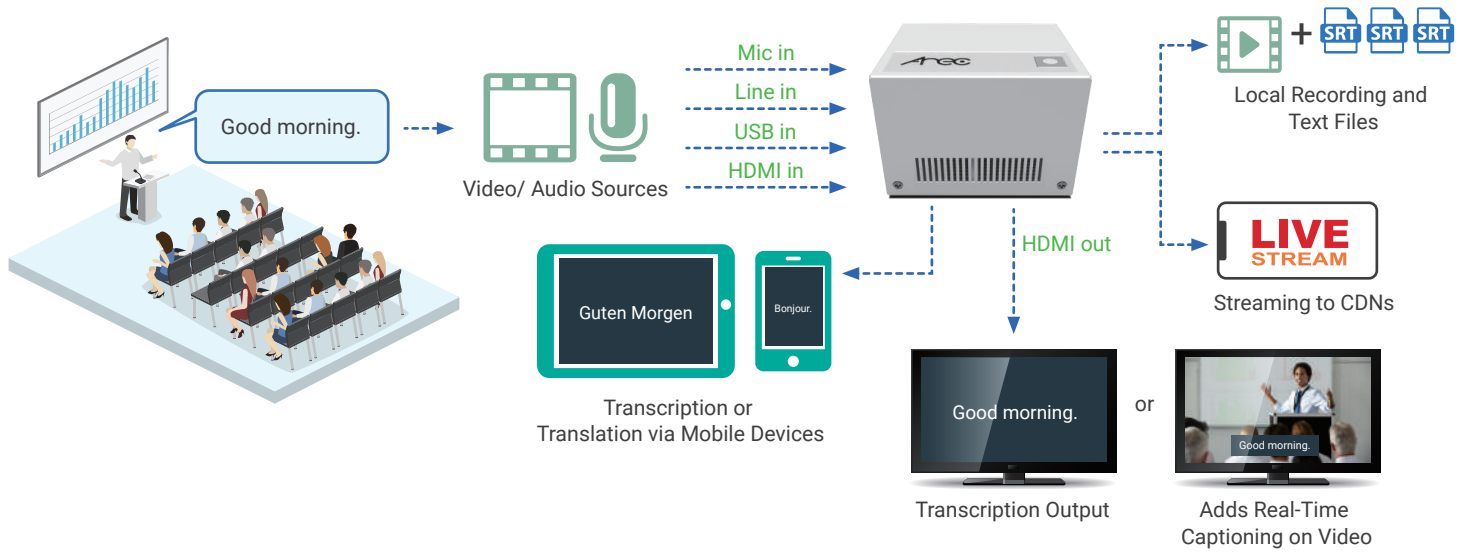 Good morning.
Video/ Audio Sources
Mic in
Line in
USB in
HDMI in
Arec
SRT SRT SRT
+
Local Recording and
Text Files
LIVE
STREAM
Streaming to CDNs
HDMI out
Guten Morgen
Bonjour.
Transcription or
Translation via Mobile Devices
Good morning.
Transcription Output
or
Good morning.
Adds Real-Time
Captioning on Video